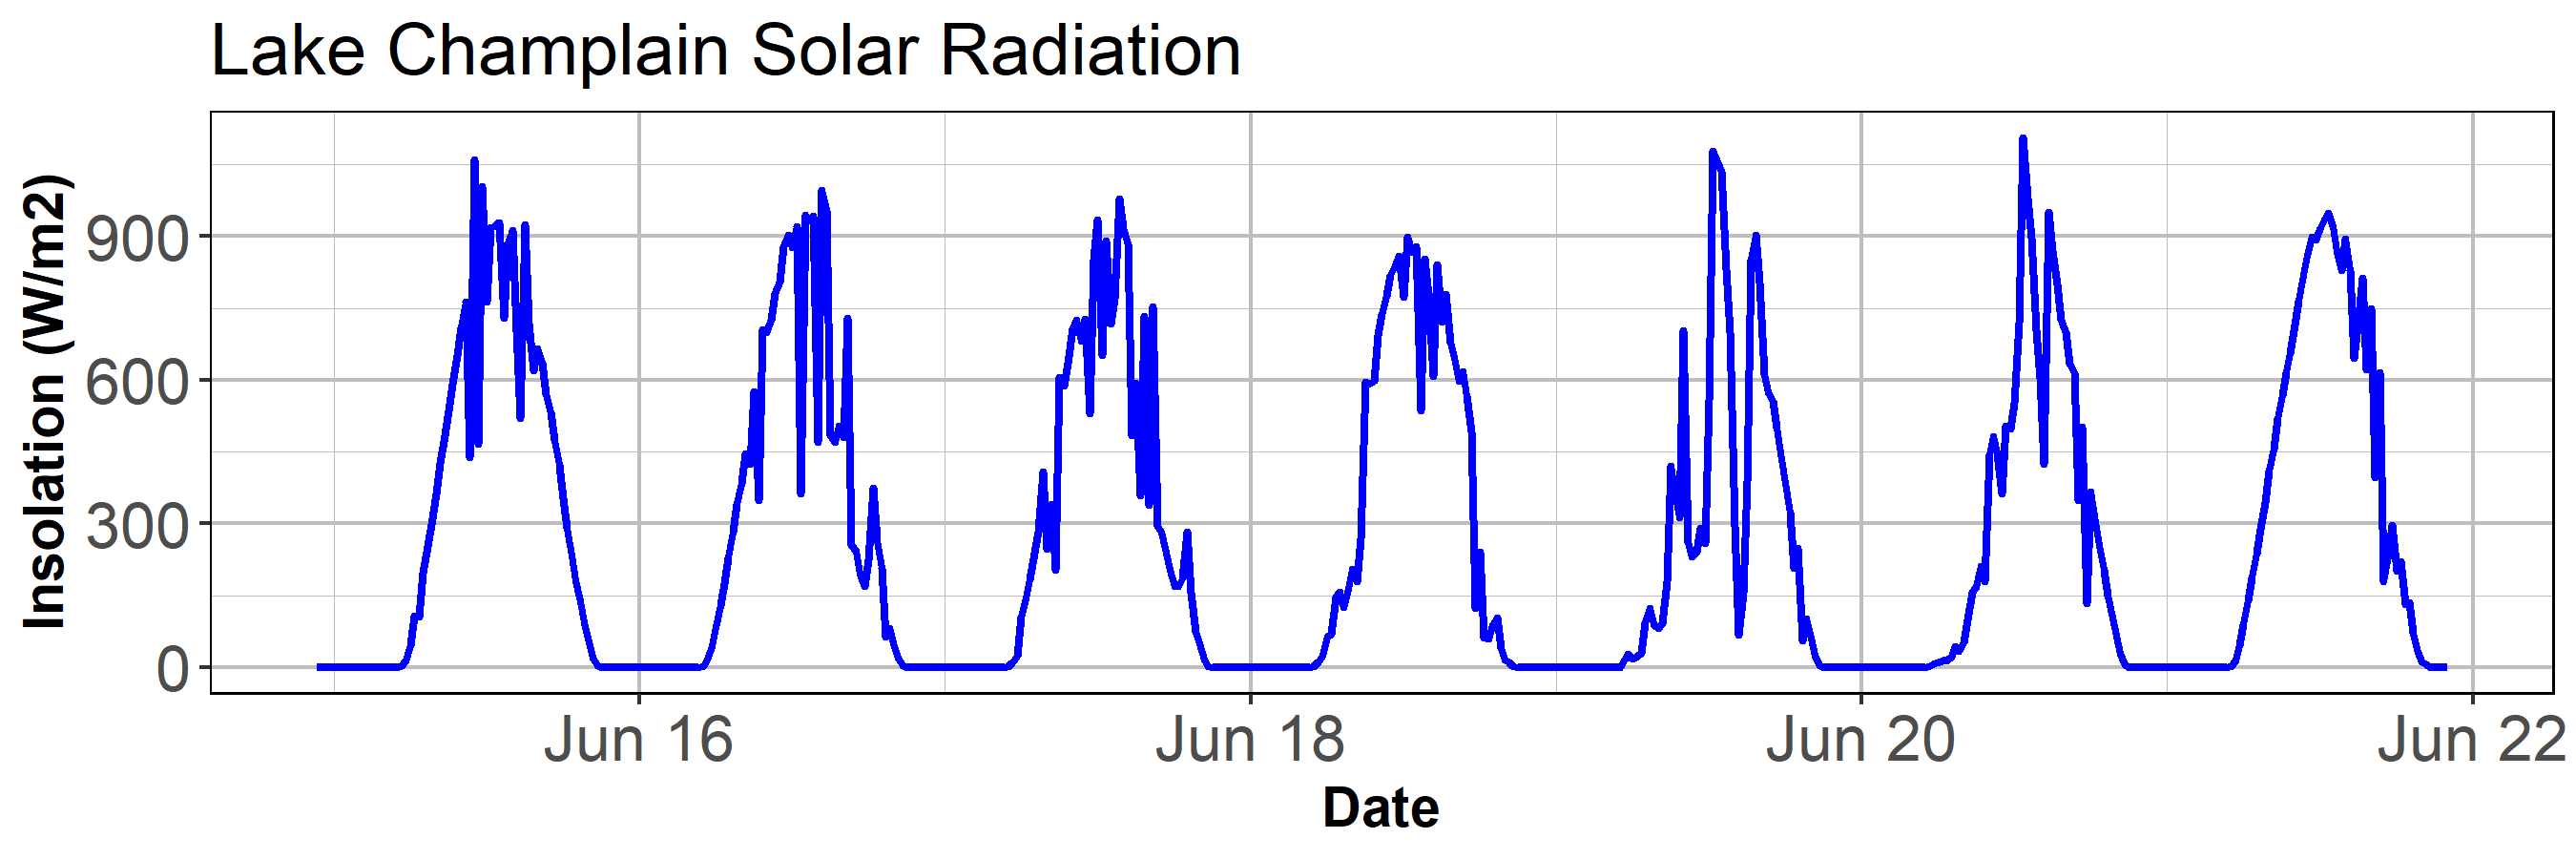 Lake Champlain Solar Radiation
Insolation (W/m2)
900
600
300
0
Jun 16 Jun 18 Jun 20 Jun 22
Date